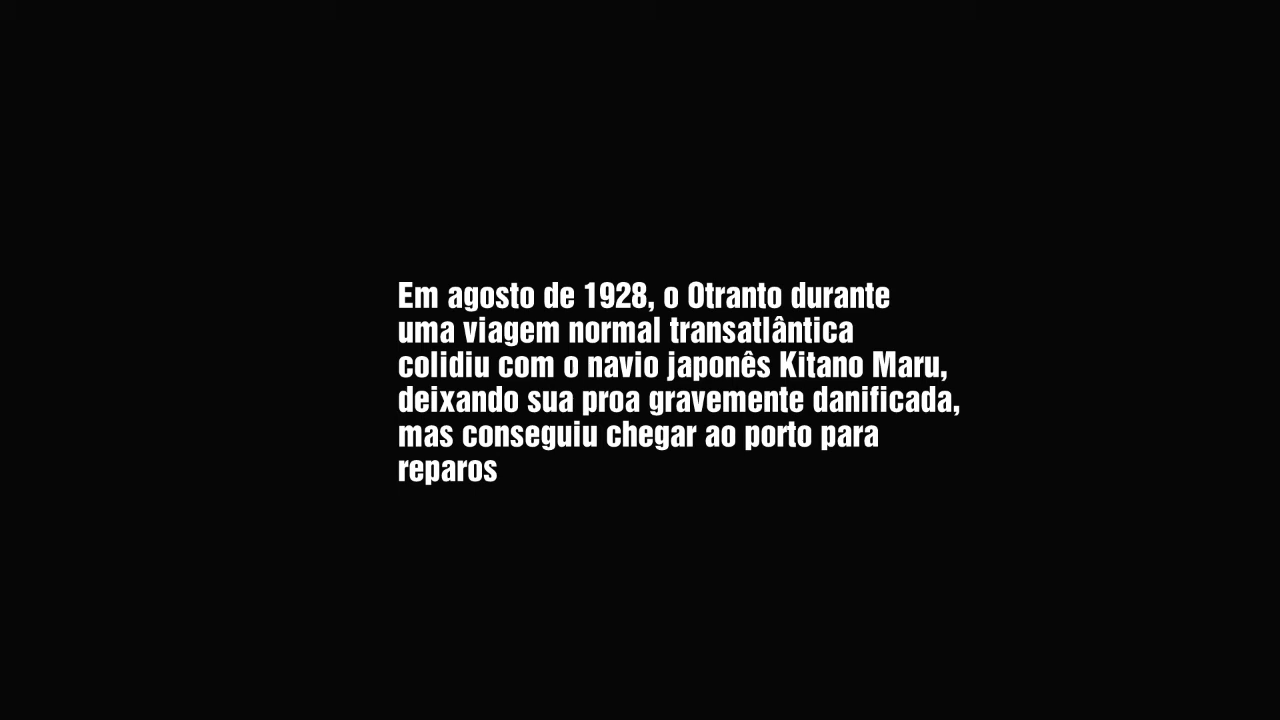 Em agosto de 1928, o Otranto durante
uma viagem normal transatlântica
colidiu com o navio japonês Kitano Maru,
deixando sua proa gravemente danificada,
mas conseguiu chegar ao porto para
reparos